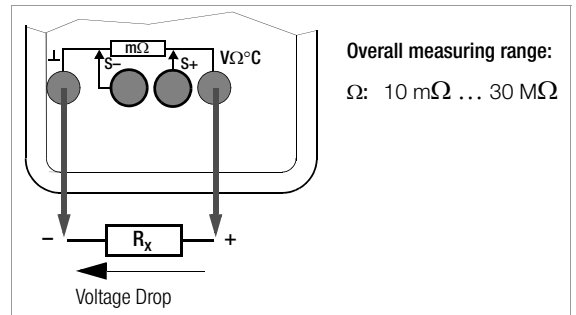 mΩ
⊥ S– S+ VΩ°C
Overall measuring range:
Ω: 10 mΩ … 30 MΩ
– Rx +
Voltage Drop